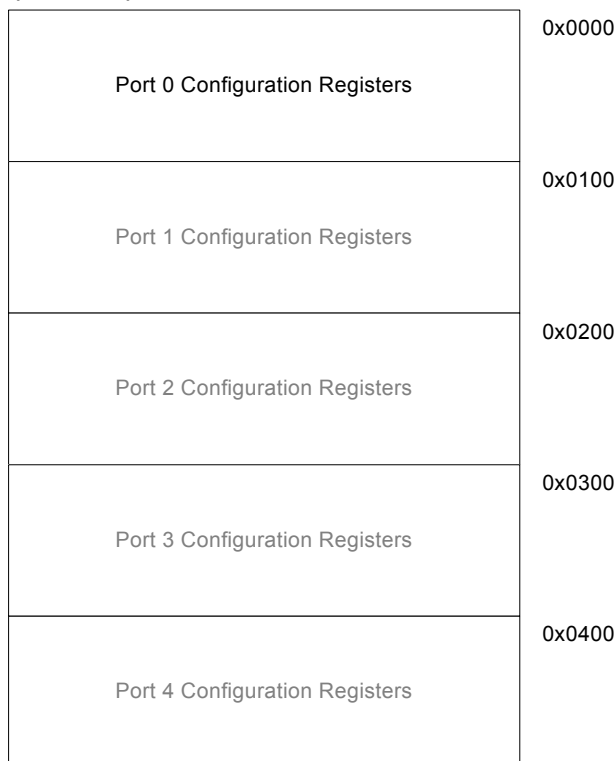 0x0000
Port 0 Configuration Registers
0x0100
Port 1 Configuration Registers
0x0200
Port 2 Configuration Registers
0x0300
Port 3 Configuration Registers
0x0400
Port 4 Configuration Registers